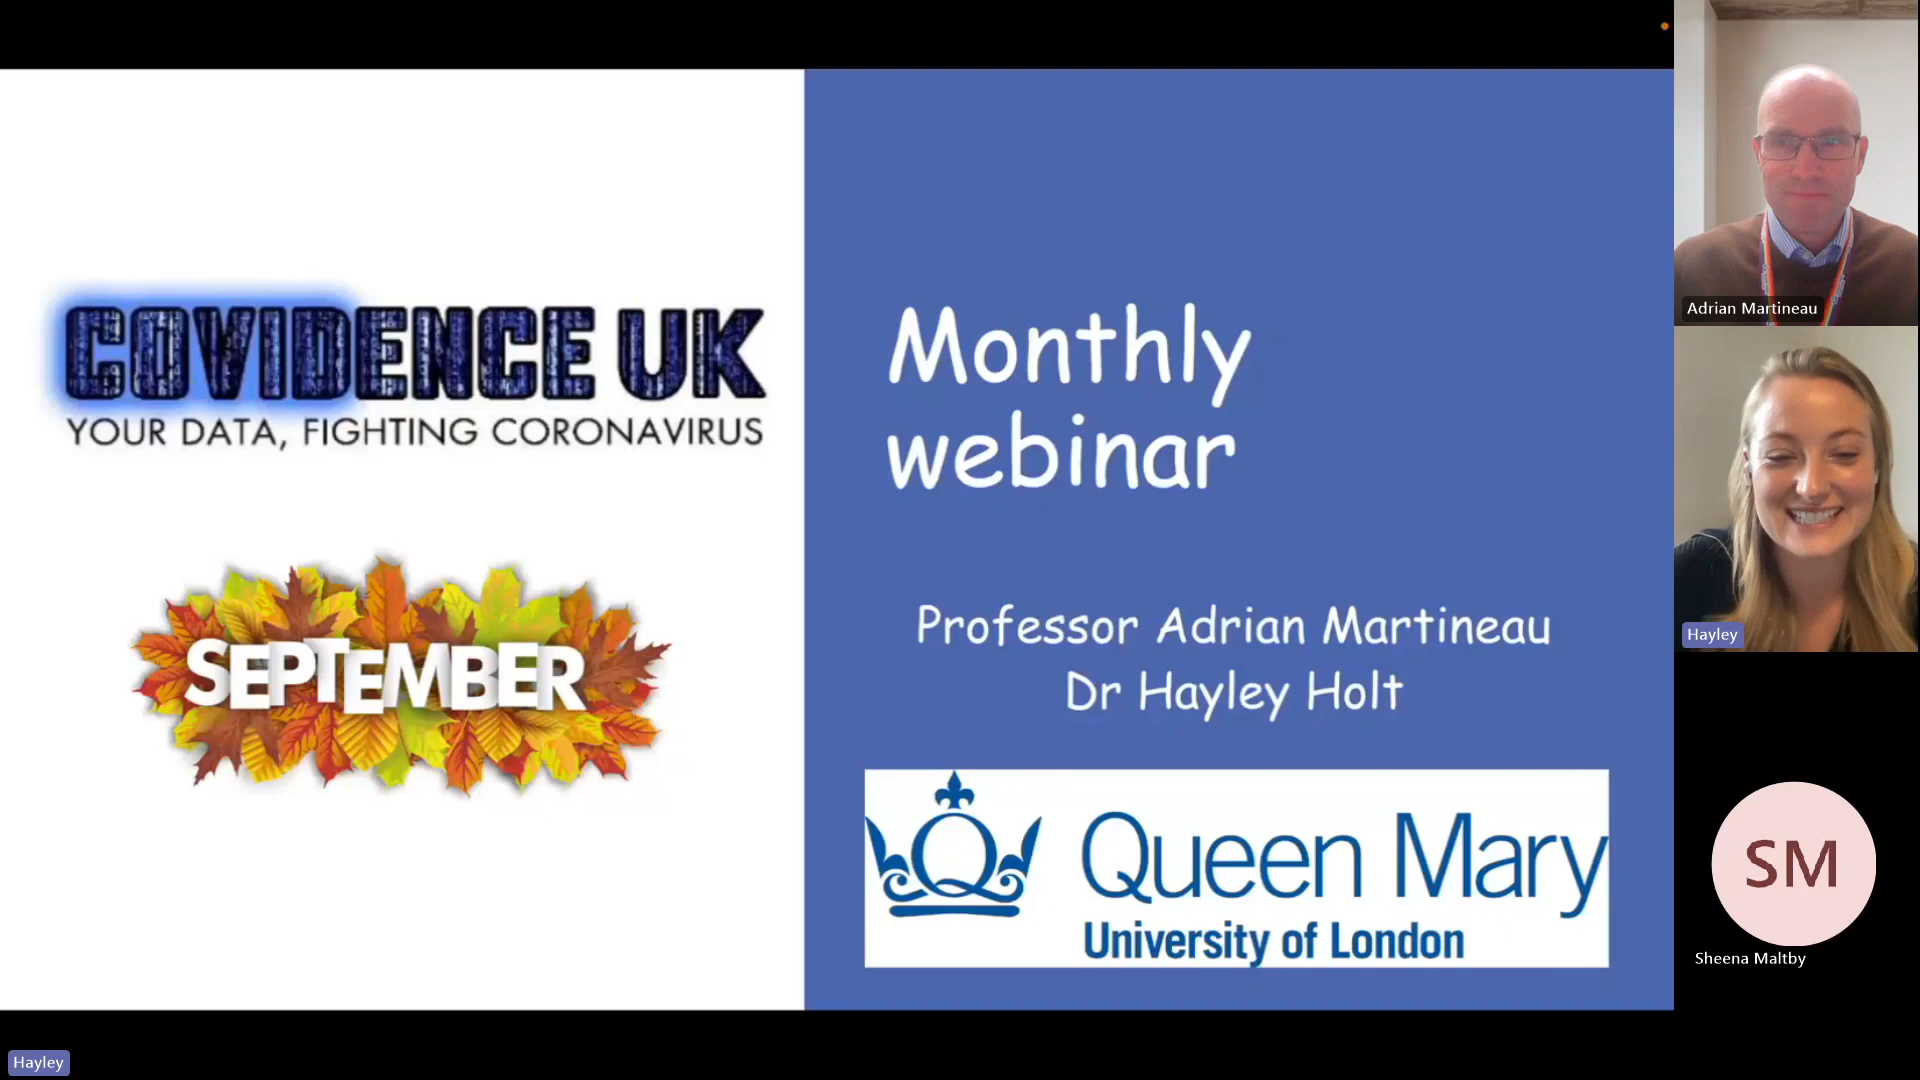 COVIDENCE UK
YOUR DATA, FIGHTING CORONAVIRUS
SEPTEMBER
Monthly
webinar
Professor Adrian Martineau
Dr Hayley Holt
Queen Mary
University of London
Adrian Martineau
Hayley
SM
Sheena Maltby
Hayley